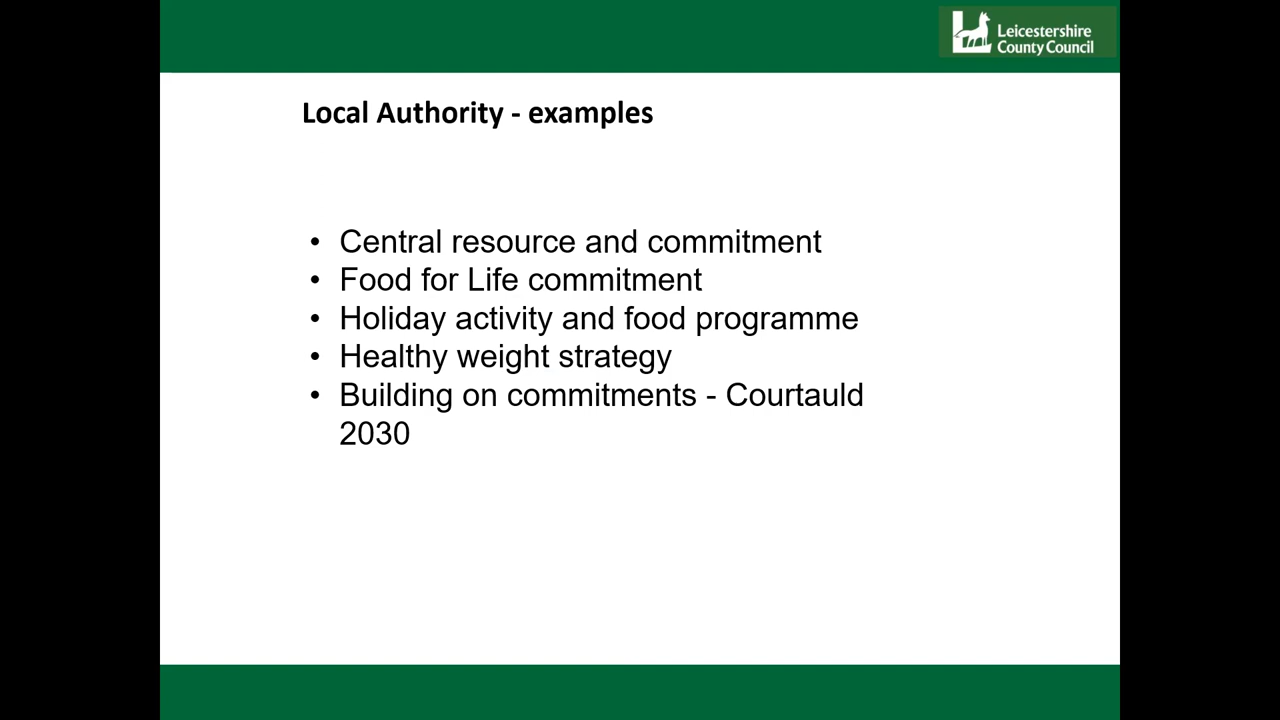 Leicestershire
County Council
Local Authority - examples
• Central resource and commitment
• Food for Life commitment
• Holiday activity and food programme
• Healthy weight strategy
• Building on commitments - Courtauld
2030